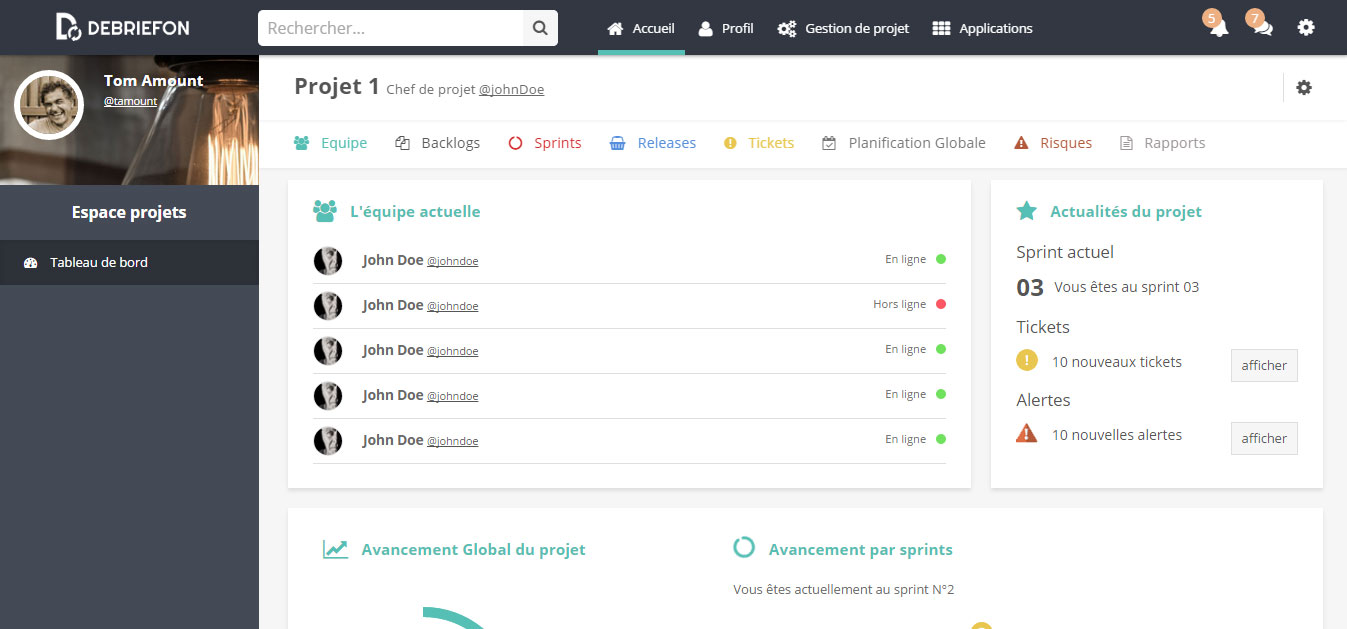 DEBRIEFON
Rechercher...
Accueil
Profil
Gestion de projet
Applications
5
7
Tom Amount
@tamount
Espace projets
Tableau de bord
Projet 1 Chef de projet @johnDoe
Equipe
Backlogs
Sprints
Releases
Tickets
Planification Globale
Risques
Rapports
L'équipe actuelle
John Doe @johndoe En ligne
John Doe @johndoe Hors ligne
John Doe @johndoe En ligne
John Doe @johndoe En ligne
John Doe @johndoe En ligne
Actualités du projet
Sprint actuel
03 Vous êtes au sprint 03
Tickets
10 nouveaux tickets afficher
Alertes
10 nouvelles alertes afficher
Avancement Global du projet
Avancement par sprints
Vous êtes actuellement au sprint N°2